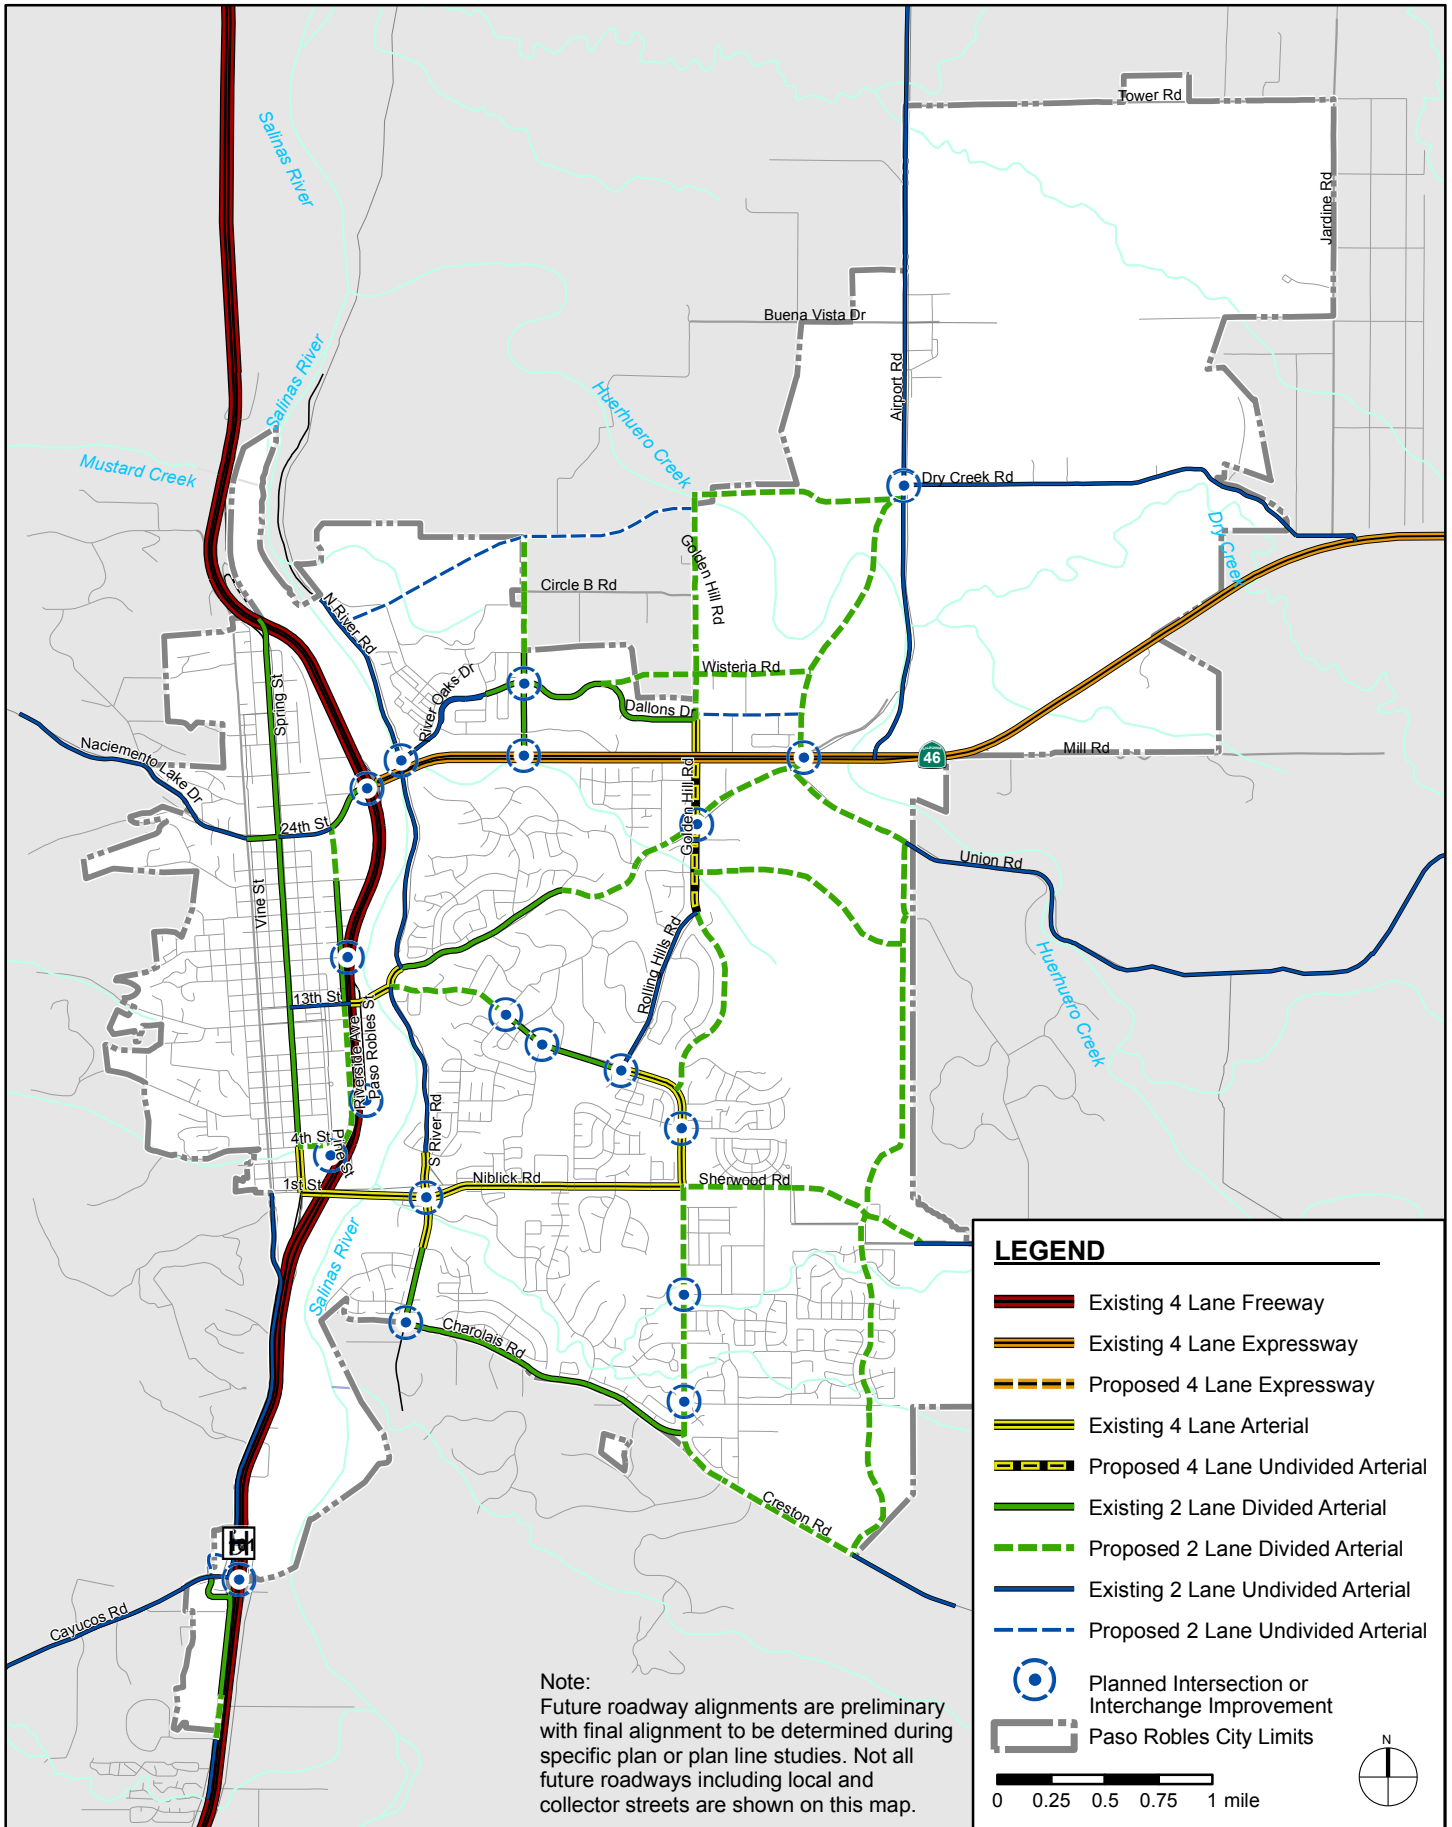 Tower Rd
Salinas River
Jardine Rd
Buena Vista Dr
Salinas River
Airport Rd
Huerhuero Creek
Mustard Creek
Dry Creek Rd
Dry Creek
Golden Hill Rd
Circle B Rd
N River Rd
Wisteria Rd
River Oaks Dr
Spring St
Dallons Dr
Naciemento Lake Dr
46
Mill Rd
Golden Hill Rd
24th St
Union Rd
Vine St
Rolling Hills Rd
Huerhuero Creek
13th St
Riverside Ave
Paso Robles St
S River Rd
4th St
Pine St
1st St
Niblick Rd
Sherwood Rd
Salinas River
Charolais Rd
Creston Rd
Cayucos Rd
Note:
Future roadway alignments are preliminary
with final alignment to be determined during
specific plan or plan line studies. Not all
future roadways including local and
collector streets are shown on this map.
LEGEND
Existing 4 Lane Freeway
Existing 4 Lane Expressway
Proposed 4 Lane Expressway
Existing 4 Lane Arterial
Proposed 4 Lane Undivided Arterial
Existing 2 Lane Divided Arterial
Proposed 2 Lane Divided Arterial
Existing 2 Lane Undivided Arterial
Proposed 2 Lane Undivided Arterial
Planned Intersection or
Interchange Improvement
Paso Robles City Limits
N
0 0.25 0.5 0.75 1 mile